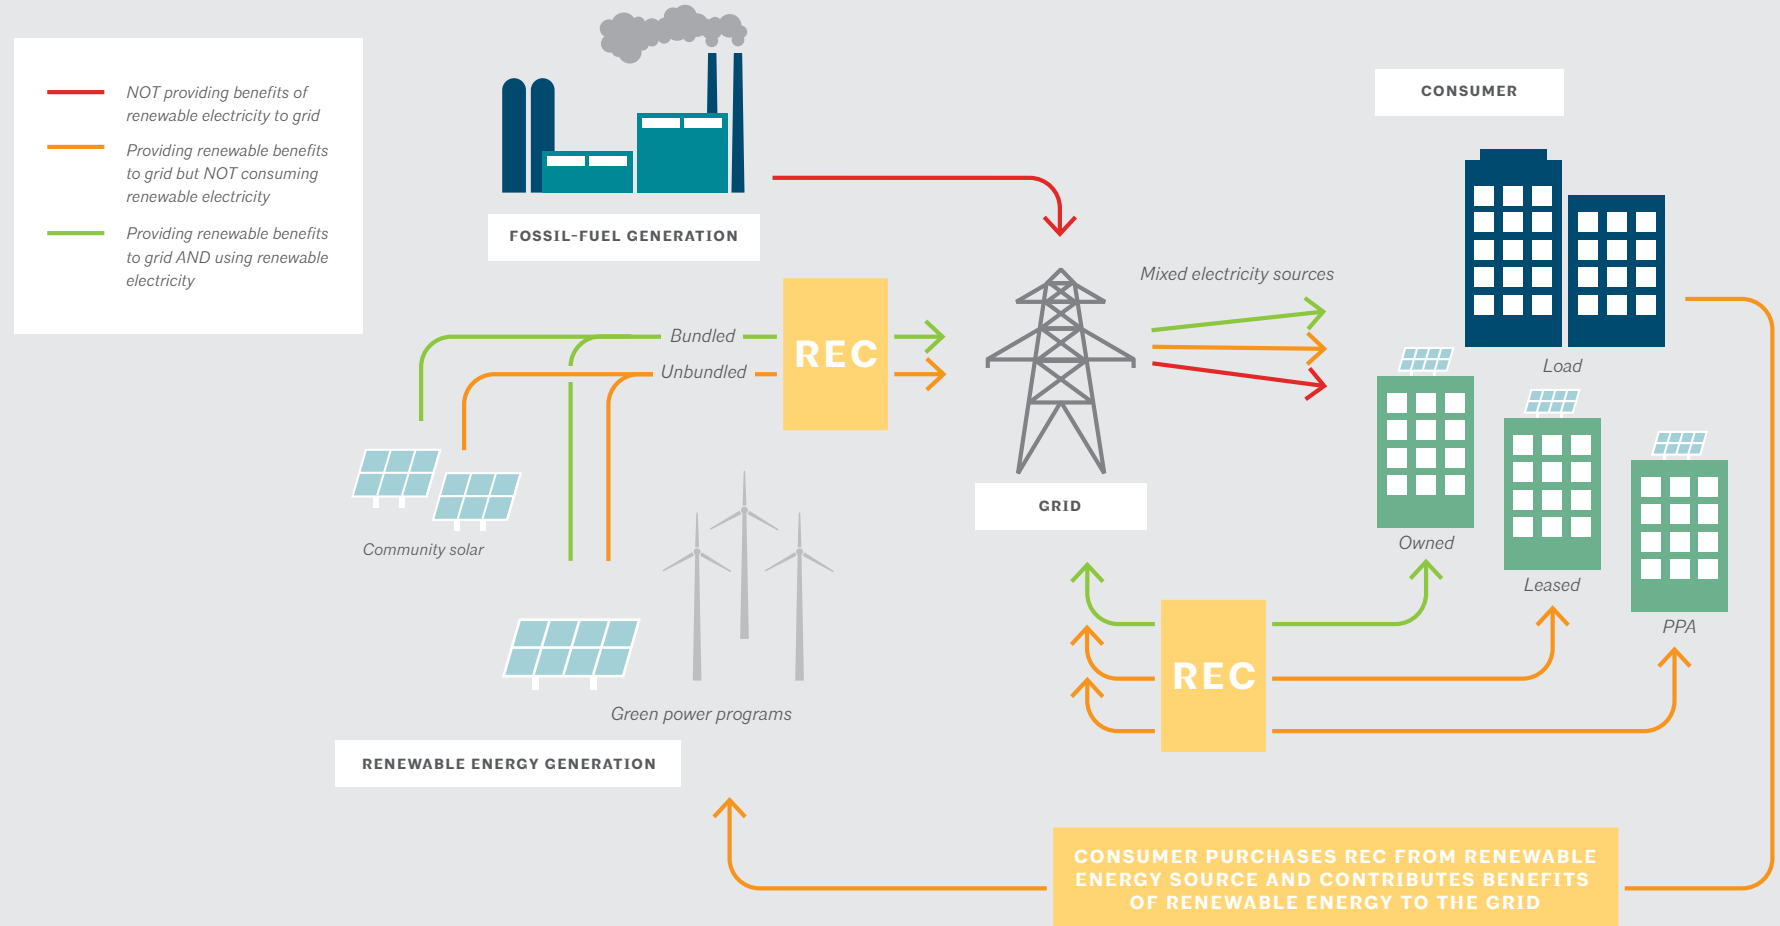 NOT providing benefits of
renewable electricity to grid
Providing renewable benefits
to grid but NOT consuming
renewable electricity
Providing renewable benefits
to grid AND using renewable
electricity
FOSSIL-FUEL GENERATION
CONSUMER
Mixed electricity sources
Bundled
Unbundled
REC
Load
Community solar
GRID
Owned
Leased
PPA
REC
Green power programs
RENEWABLE ENERGY GENERATION
CONSUMER PURCHASES REC FROM RENEWABLE
ENERGY SOURCE AND CONTRIBUTES BENEFITS
OF RENEWABLE ENERGY TO THE GRID